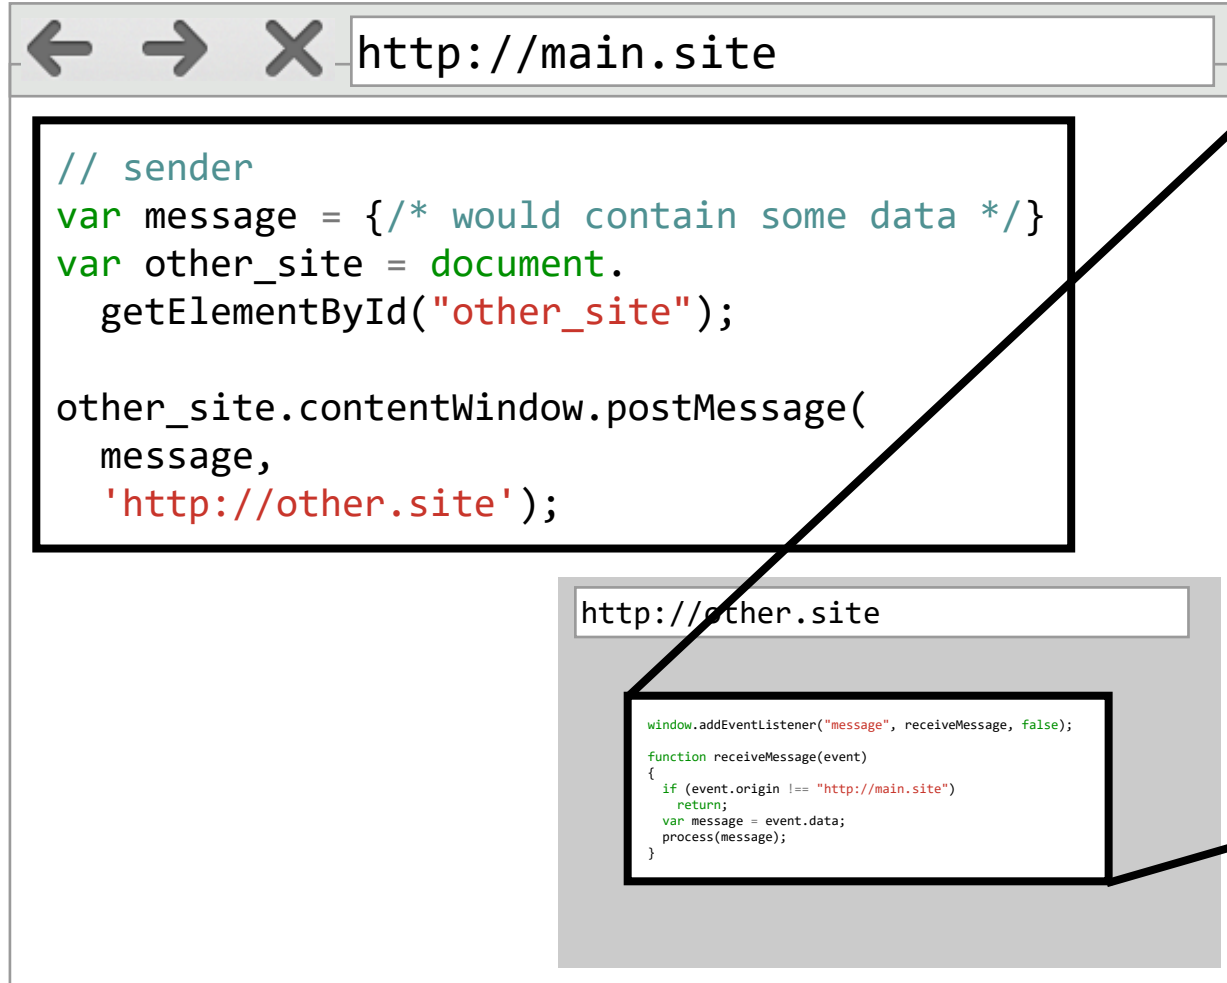 http://main.site
// sender
var message = {/* would contain some data */}
var other_site = document.
  getElementById("other_site");
other_site.contentWindow.postMessage(
  message,
  'http://other.site');
http://other.site
window.addEventListener("message", receiveMessage, false);
function receiveMessage(event)
{
  if (event.origin !== "http://main.site")
    return;
  var message = event.data;
  process(message);
}